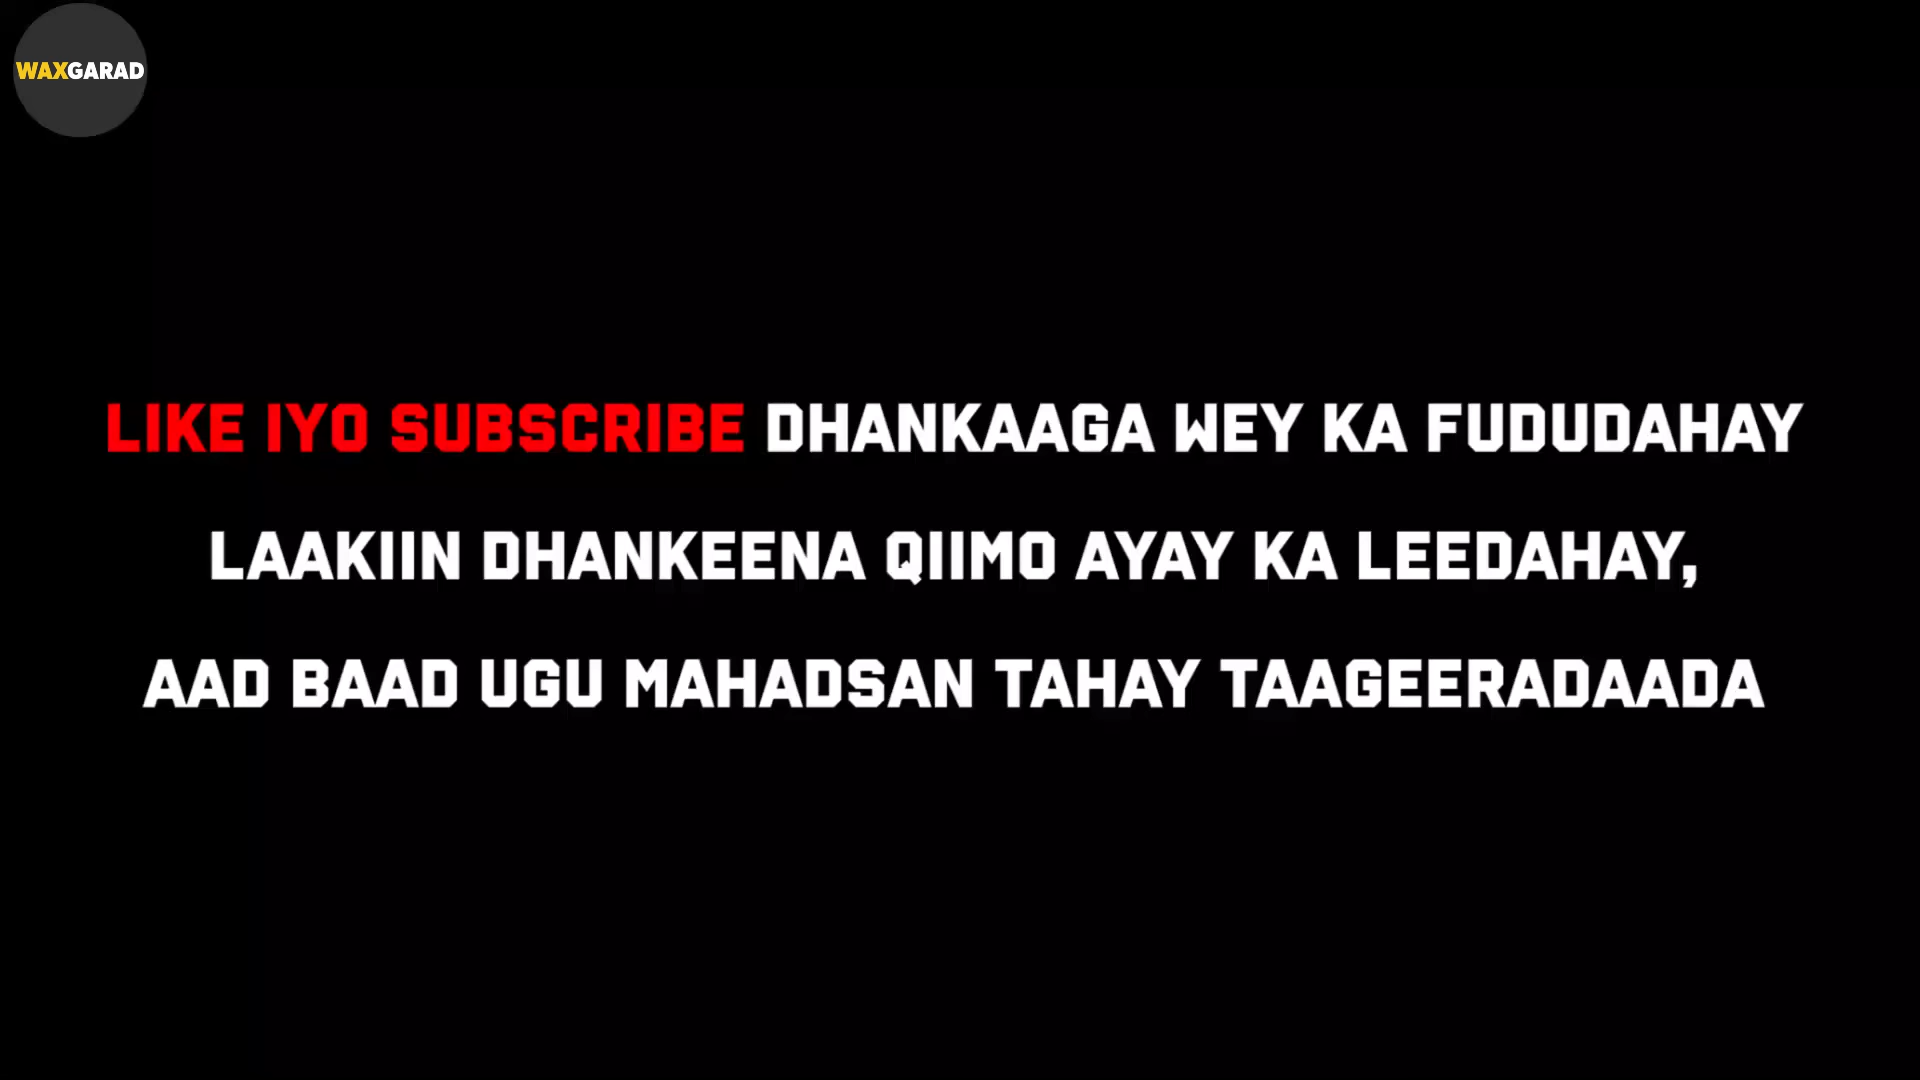 WAXGARAD
LIKE IYO SUBSCRIBE DHANKAAGA WEY KA FUDUDAHAY
LAAKIIN DHANKEENA QIIMO AYAY KA LEEDAHAY,
AAD BAAD UGU MAHADSAN TAHAY TAAGEERADAADA